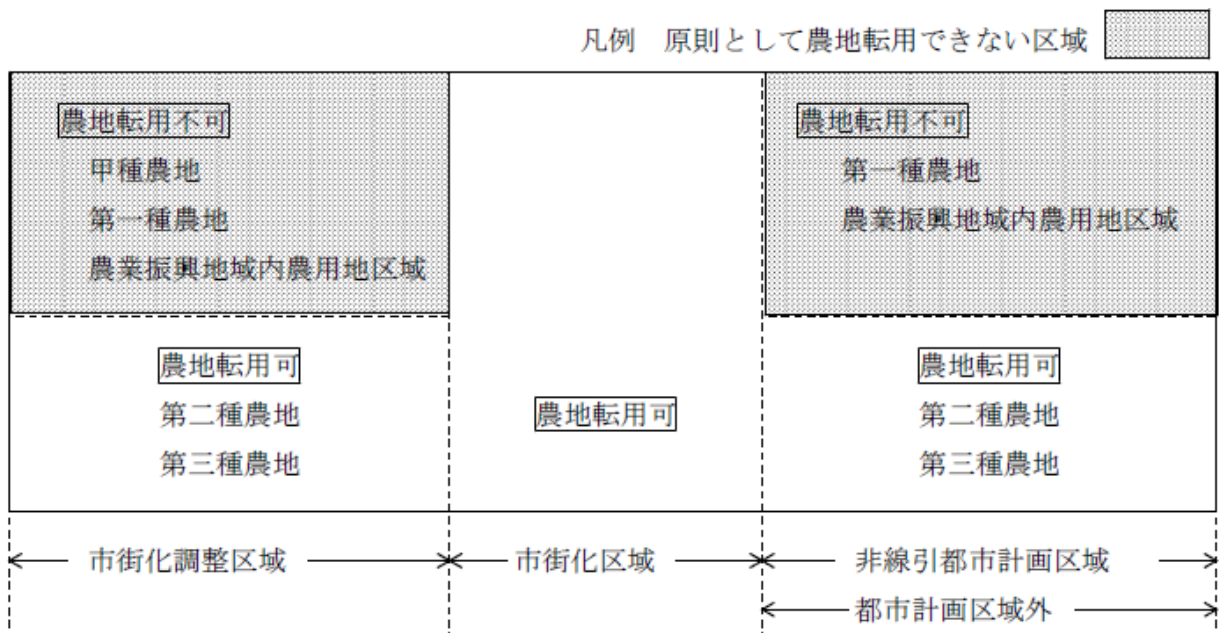 凡例　原則として農地転用できない区域
農地転用不可
甲種農地
第一種農地
農業振興地域内農用地区域
農地転用可
第二種農地
第三種農地
農地転用可
農地転用不可
第一種農地
農業振興地域内農用地区域
農地転用可
第二種農地
第三種農地
市街化調整区域
市街化区域
非線引都市計画区域
都市計画区域外